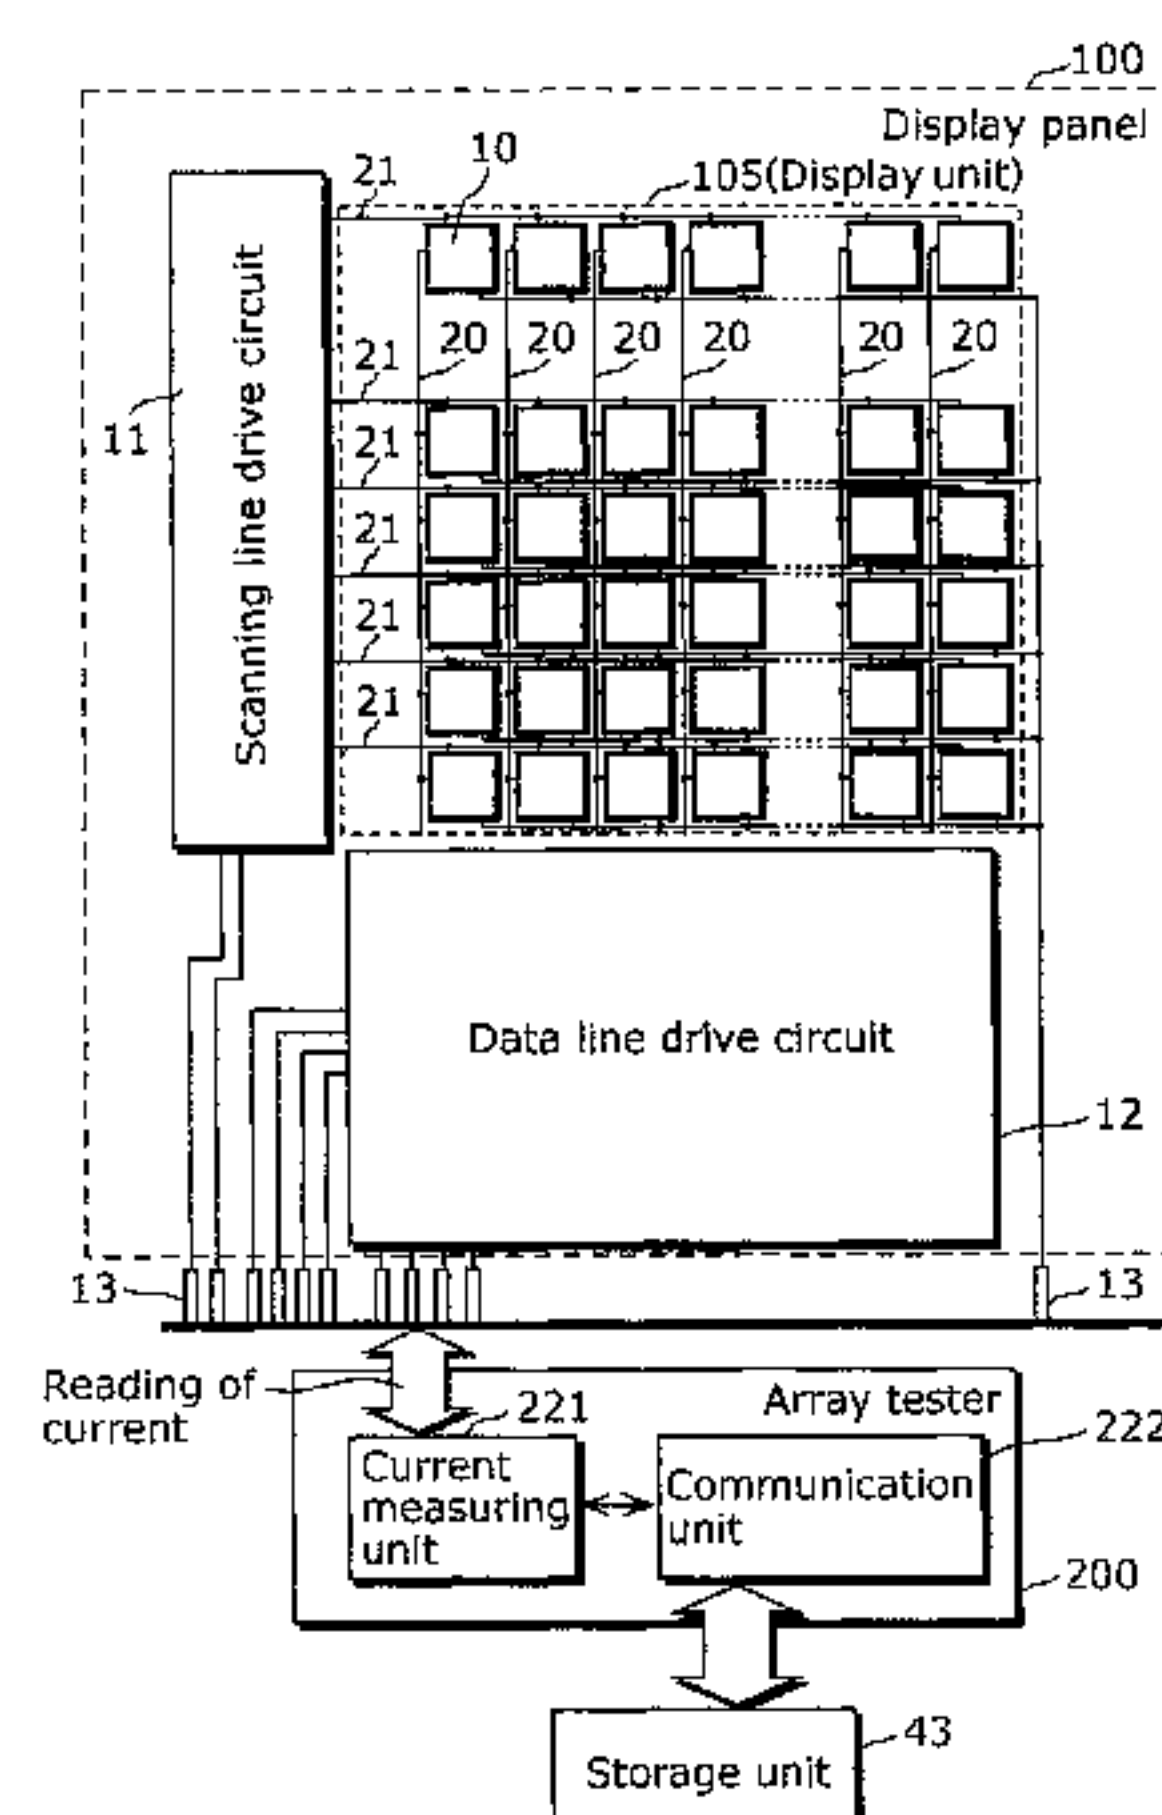 100
Display panel
10
21
105(Display unit)
Scanning line drive circuit
11
20 20 20 20 20 20
21
21
21
21
21
Data line drive circuit
12
13
13
Reading of
current
Array tester
221
222
Current
measuring
unit
Communication
unit
200
43
Storage unit